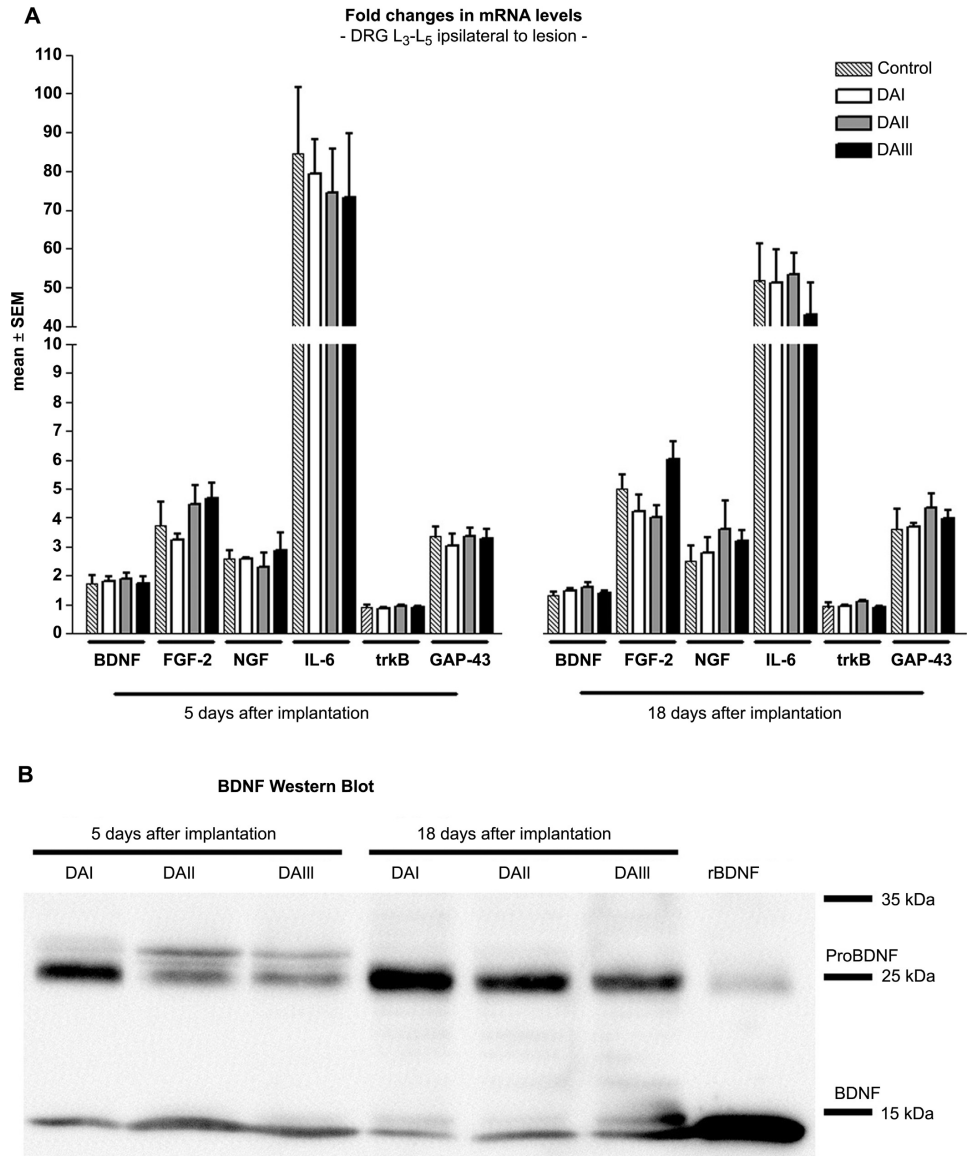 A
Fold changes in mRNA levels
- DRG L3-L5 ipsilateral to lesion -
Control
DAI
DAII
DAIII
mean ± SEM
110
100
90
80
70
60
50
40
10
9
8
7
6
5
4
3
2
1
0
BDNF FGF-2 NGF IL-6 trkB GAP-43 BDNF FGF-2 NGF IL-6 trkB GAP-43
5 days after implantation 18 days after implantation
B
BDNF Western Blot
5 days after implantation 18 days after implantation
DAI DAII DAIII DAI DAII DAIII rBDNF
35 kDa
ProBDNF
25 kDa
BDNF
15 kDa